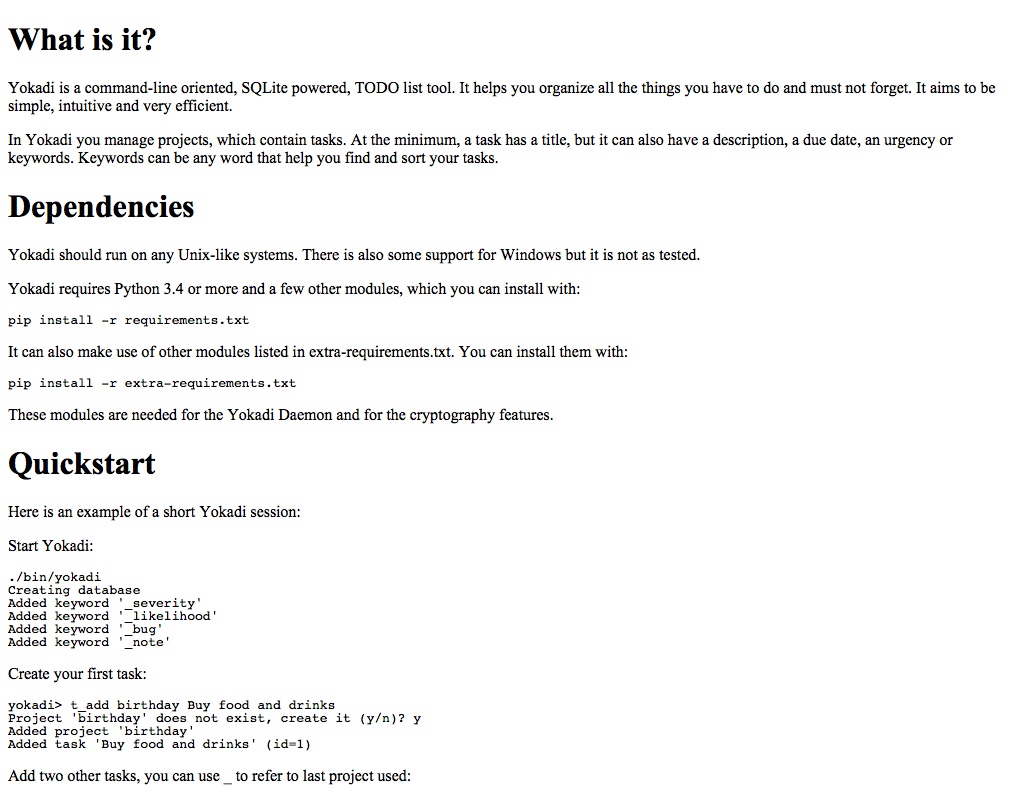 What is it?
Yokadi is a command-line oriented, SQLite powered, TODO list tool. It helps you organize all the things you have to do and must not forget. It aims to be
simple, intuitive and very efficient.
In Yokadi you manage projects, which contain tasks. At the minimum, a task has a title, but it can also have a description, a due date, an urgency or
keywords. Keywords can be any word that help you find and sort your tasks.
Dependencies
Yokadi should run on any Unix-like systems. There is also some support for Windows but it is not as tested.
Yokadi requires Python 3.4 or more and a few other modules, which you can install with:
pip install -r requirements.txt
It can also make use of other modules listed in extra-requirements.txt. You can install them with:
pip install -r extra-requirements.txt
These modules are needed for the Yokadi Daemon and for the cryptography features.
Quickstart
Here is an example of a short Yokadi session:
Start Yokadi:
./bin/yokadi
Creating database
Added keyword '_severity'
Added keyword '_likelihood'
Added keyword '_bug'
Added keyword '_note'
Create your first task:
yokadi> t_add birthday Buy food and drinks
Project 'birthday' does not exist, create it (y/n)? y
Added project 'birthday'
Added task 'Buy food and drinks' (id=1)
Add two other tasks, you can use _ to refer to last project used: